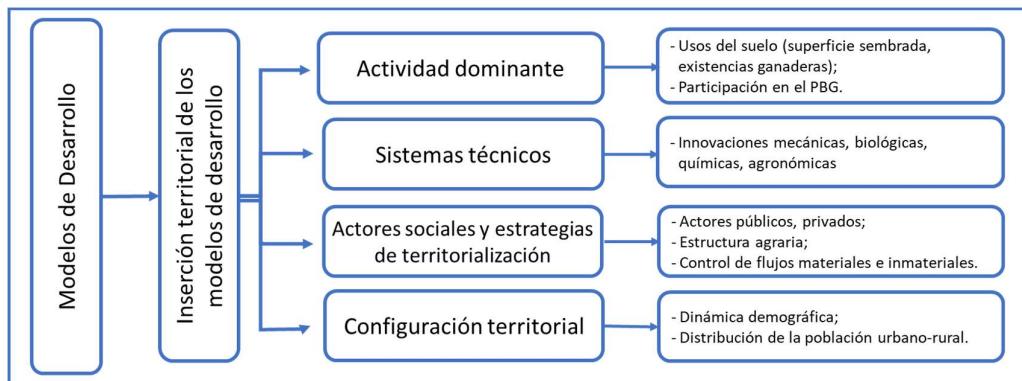 Modelos de Desarrollo
Inserción territorial de los
modelos de desarrollo
Actividad dominante
- Usos del suelo (superficie sembrada,
existencias ganaderas);
- Participación en el PBG.
Sistemas técnicos
- Innovaciones mecánicas, biológicas,
químicas, agronómicas
Actores sociales y estrategias
de territorialización
- Actores públicos, privados;
- Estructura agraria;
- Control de flujos materiales e inmateriales.
Configuración territorial
- Dinámica demográfica;
- Distribución de la población urbano-rural.